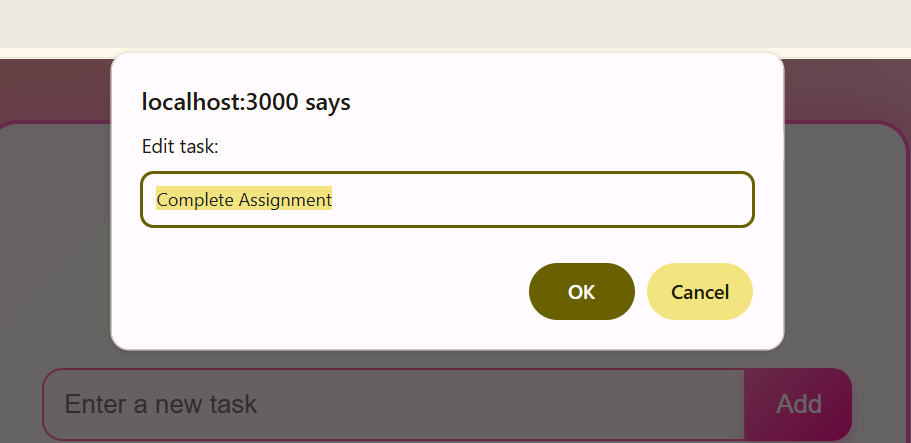 localhost:3000 says
Edit task:
Complete Assignment
OK
Cancel
Enter a new task
Add